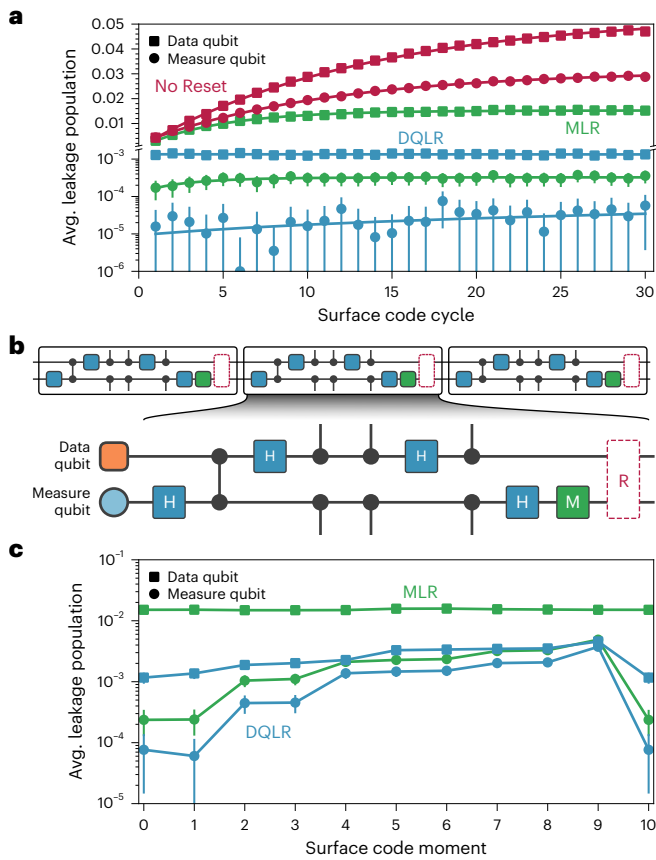 a
0.05
0.04
0.03
0.02
0.01
10⁻³
10⁻⁴
10⁻⁵
10⁻⁶
Avg. leakage population
Data qubit
Measure qubit
No Reset
DQLR
MLR
0 5 10 15 20 25 30
Surface code cycle
b
Data qubit
Measure qubit
H
H
H
H
M
R
c
10⁻¹
10⁻²
10⁻³
10⁻⁴
10⁻⁵
Avg. leakage population
Data qubit
Measure qubit
MLR
DQLR
0 1 2 3 4 5 6 7 8 9 10
Surface code moment